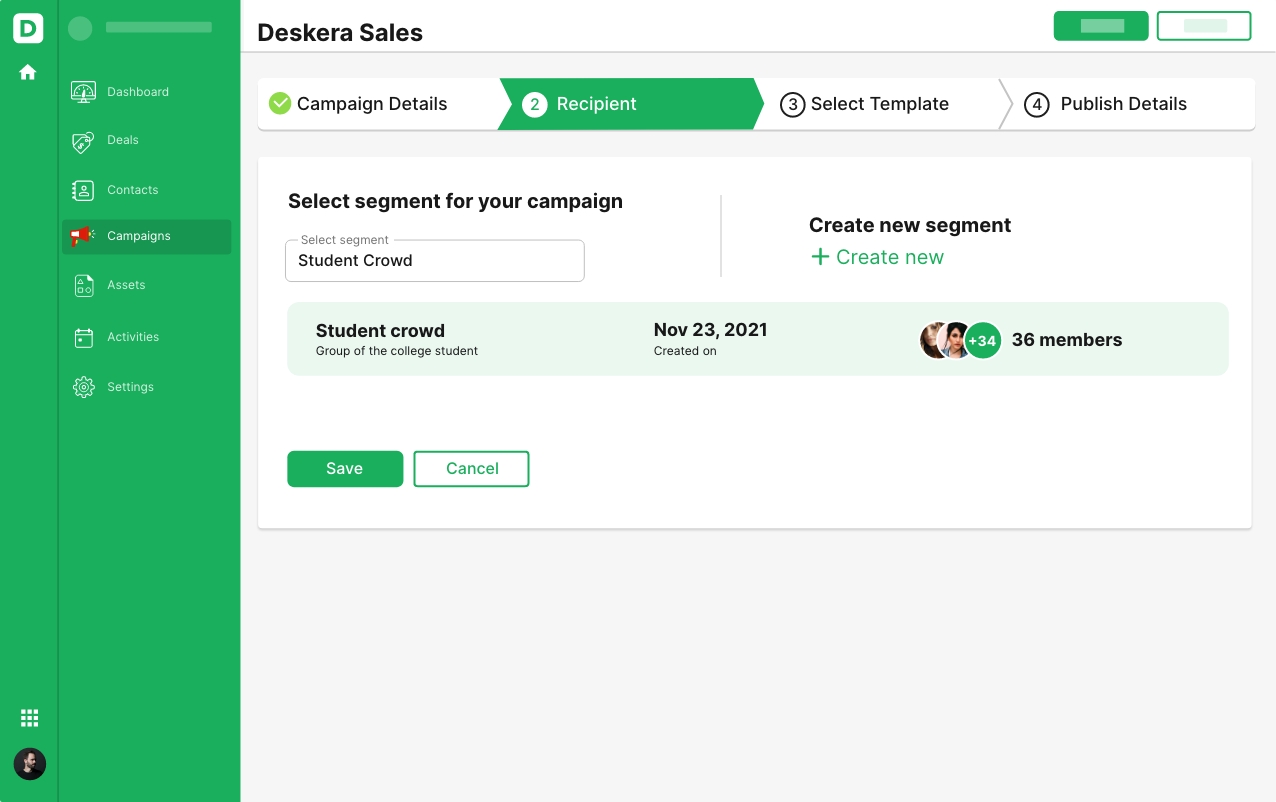 D
Deskera Sales
Dashboard
Deals
Contacts
Campaigns
Assets
Activities
Settings
Campaign Details
2 Recipient
3 Select Template
4 Publish Details
Select segment for your campaign
Select segment
Student Crowd
Create new segment
+ Create new
Student crowd
Group of the college student
Nov 23, 2021
Created on
+34
36 members
Save
Cancel